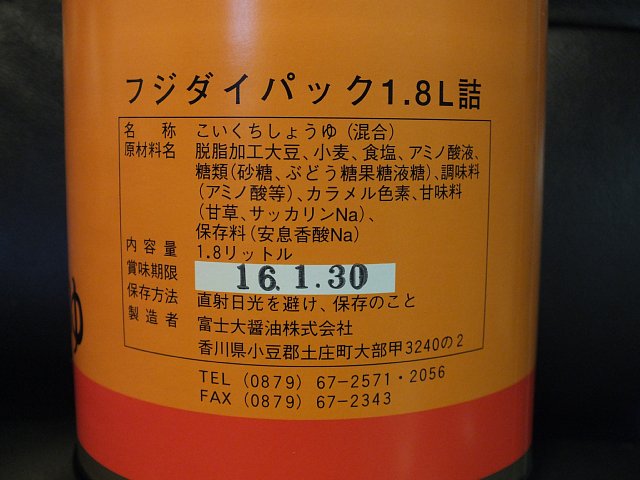 フジダイパック1.8L詰
名称 こいくちしょうゆ(混合)
原材料名 脱脂加工大豆、小麦、食塩、アミノ酸液、
糖類(砂糖、ぶどう糖果糖液糖)、調味料
(アミノ酸等)、カラメル色素、甘味料
(甘草、サッカリンNa)、
保存料(安息香酸Na)
内容量 1.8リットル
賞味期限 16.1.30
保存方法 直射日光を避け、保存のこと
製造者 富士大醤油株式会社
香川県小豆郡土庄町大部甲3240の2
TEL (0879) 67-2571・2056
FAX (0879) 67-2343
ゆ